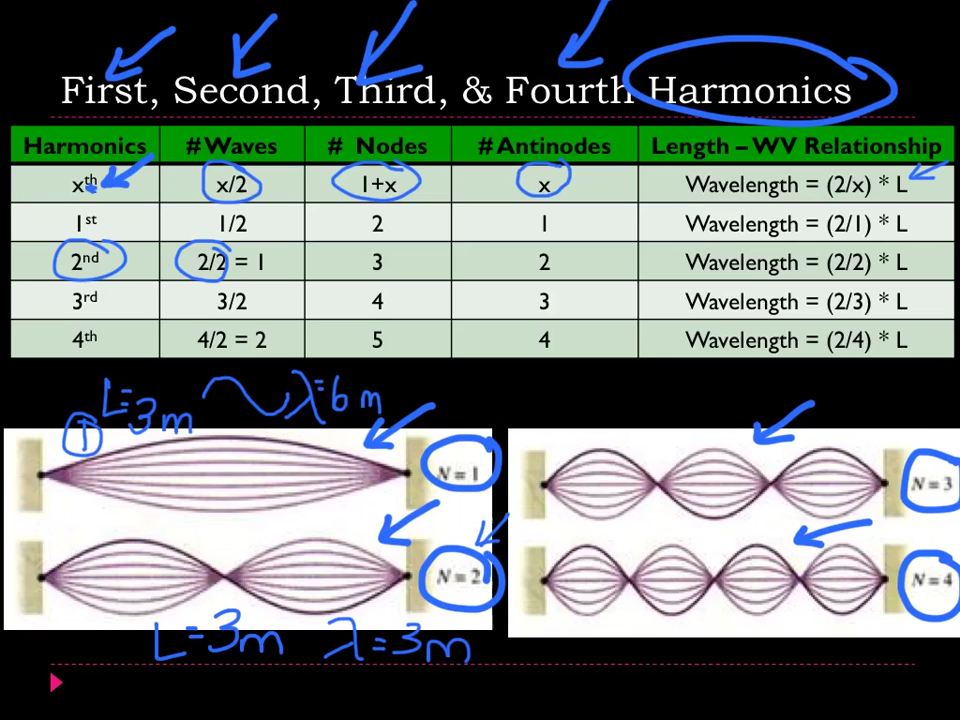 First, Second, Third, & Fourth Harmonics
Harmonics # Waves # Nodes # Antinodes Length – WV Relationship
xth x/2 1+x x Wavelength = (2/x) * L
1st 1/2 2 1 Wavelength = (2/1) * L
2nd 2/2 = 1 3 2 Wavelength = (2/2) * L
3rd 3/2 4 3 Wavelength = (2/3) * L
4th 4/2 = 2 5 4 Wavelength = (2/4) * L
① L=3m λ=6m
N = 1
N = 2
N = 3
N = 4
L=3m λ=3m